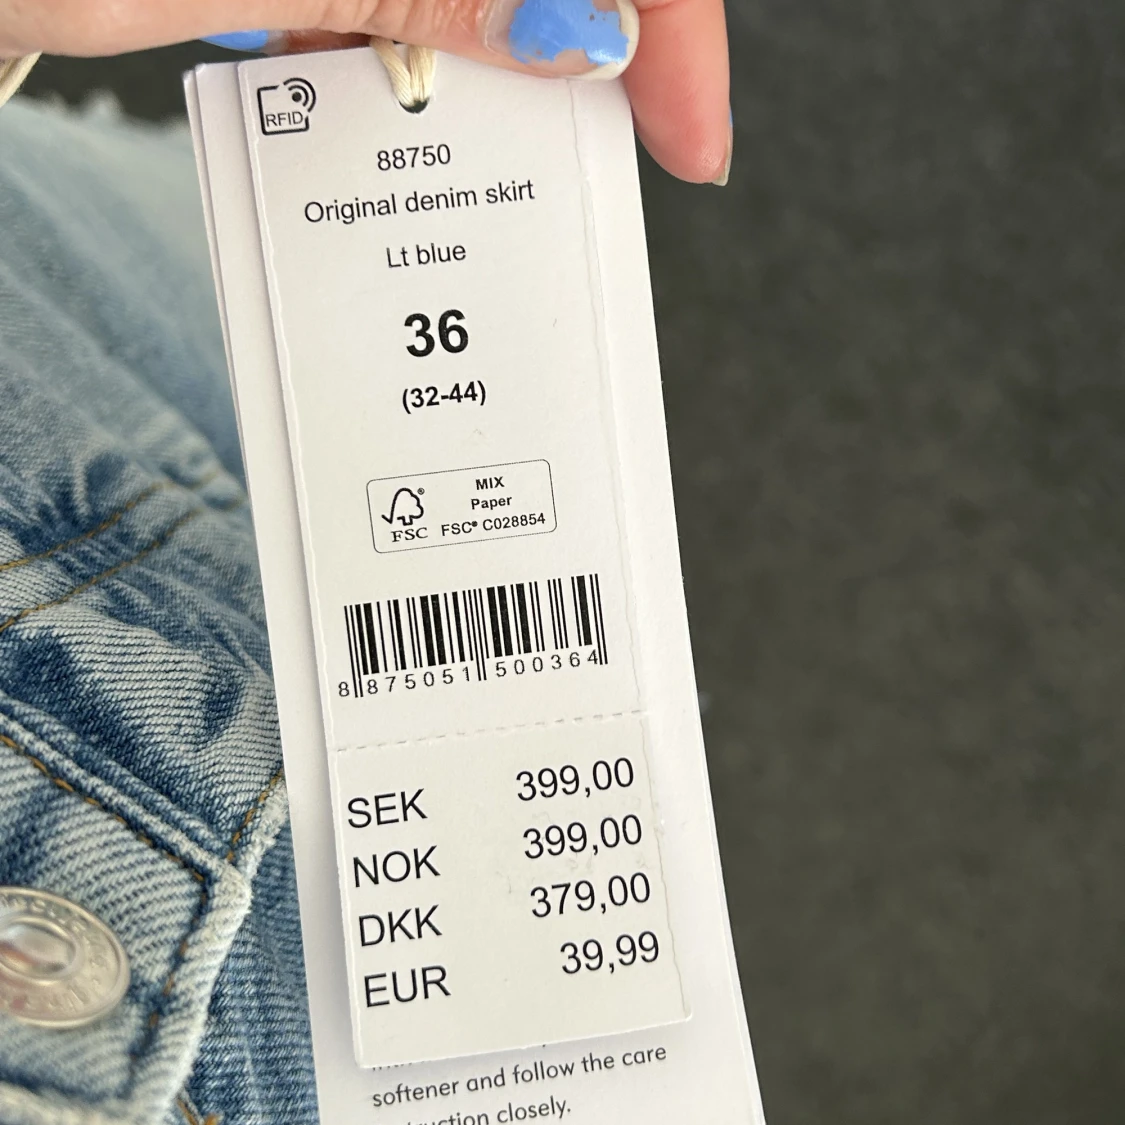 RFID
88750
Original denim skirt
Lt blue
36
(32-44)
MIX
Paper
FSC® C028854
FSC
8 875051 500364
SEK 399,00
NOK 399,00
DKK 379,00
EUR 39,99
softener and follow the care
closely.